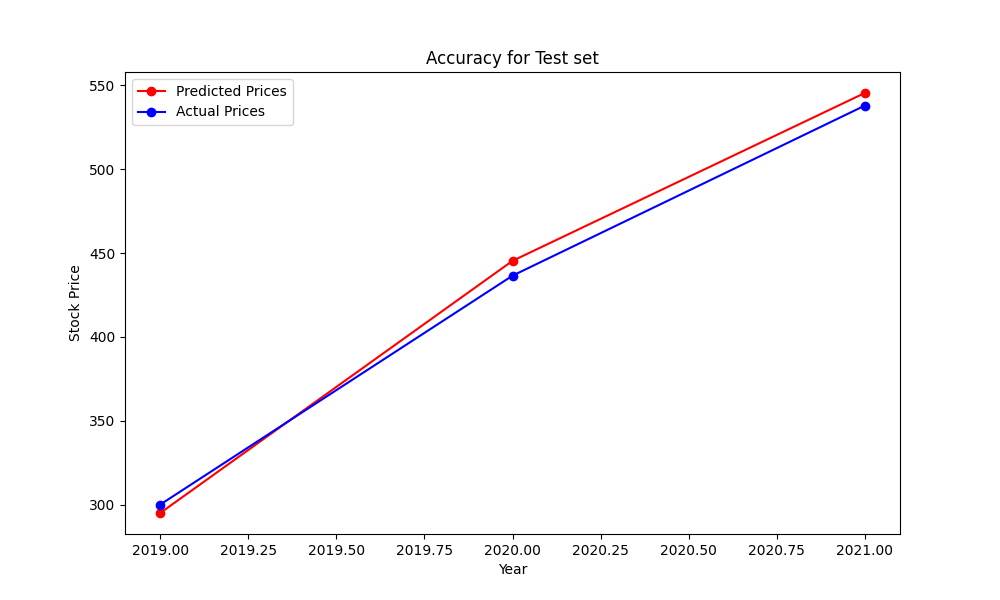 Accuracy for Test set
Predicted Prices
Actual Prices
550
500
450
400
350
300
Stock Price
2019.00 2019.25 2019.50 2019.75 2020.00 2020.25 2020.50 2020.75 2021.00
Year